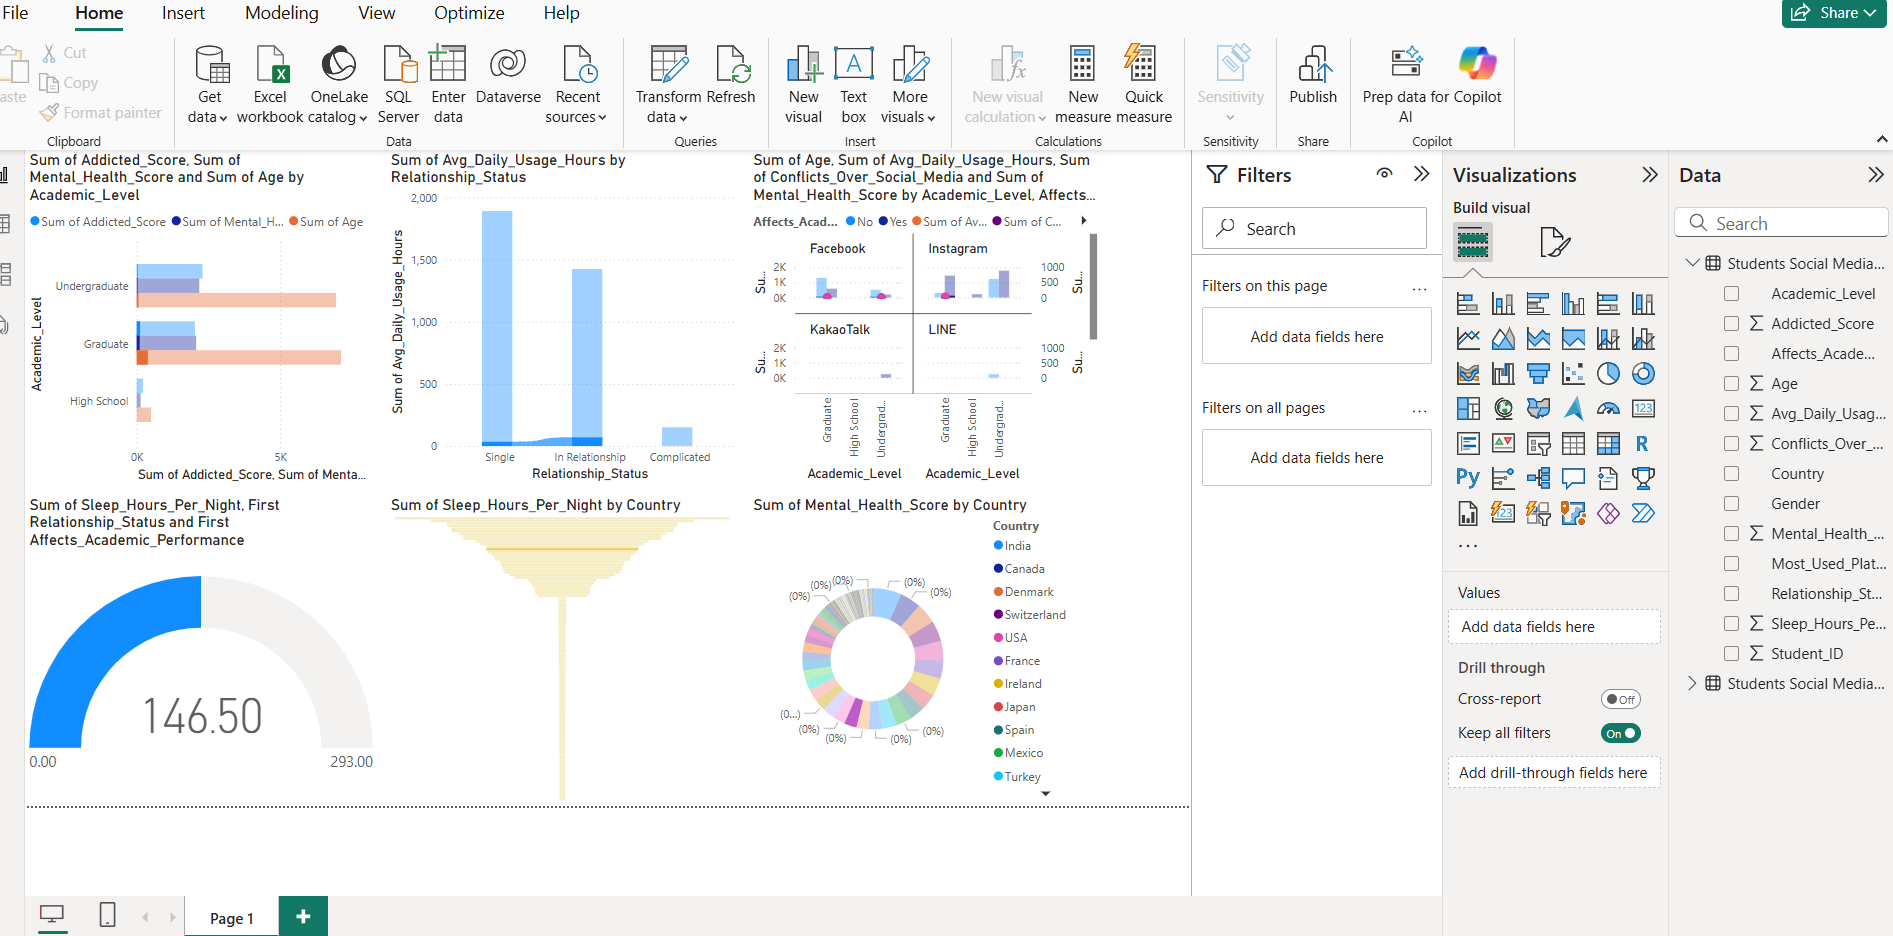 File Home Insert Modeling View Optimize Help
Share
Cut
Copy
Format painter
Clipboard
Get data
Excel workbook
OneLake catalog
SQL Server
Enter data
Dataverse
Recent sources
Data
Transform data
Refresh
Queries
New visual
Text box
More visuals
Insert
New visual calculation
New measure
Quick measure
Calculations
Sensitivity
Sensitivity
Publish
Share
Prep data for AI
Copilot
Copilot
Sum of Addicted_Score, Sum of
Mental_Health_Score and Sum of Age by
Academic_Level
Sum of Addicted_Score Sum of Mental_H... Sum of Age
Academic_Level
Undergraduate
Graduate
High School
0K 5K
Sum of Addicted_Score, Sum of Menta...
Sum of Avg_Daily_Usage_Hours by
Relationship_Status
Sum of Avg_Daily_Usage_Hours
2,000
1,500
1,000
500
0
Single In Relationship Complicated
Relationship_Status
Sum of Age, Sum of Avg_Daily_Usage_Hours, Sum
of Conflicts_Over_Social_Media and Sum of
Mental_Health_Score by Academic_Level, Affects...
Affects_Acad... No Yes Sum of Av... Sum of C...
Facebook Instagram
Su...
2K
1K
0K
1000
500
0
Su...
KakaoTalk LINE
Su...
2K
1K
0K
1000
500
0
Su...
Graduate High School Undergrad... Graduate High School Undergrad...
Academic_Level Academic_Level
Sum of Sleep_Hours_Per_Night, First
Relationship_Status and First
Affects_Academic_Performance
146.50
0.00 293.00
Sum of Sleep_Hours_Per_Night by Country
Sum of Mental_Health_Score by Country
(0%) (0%) (0%) (0%) (0%)
(0...) (0%) (0%) (0%) (0%)
Country
India
Canada
Denmark
Switzerland
USA
France
Ireland
Japan
Spain
Mexico
Turkey
Page 1
Filters
Search
Filters on this page ...
Add data fields here
Filters on all pages ...
Add data fields here
Visualizations
Build visual
123
R
Py
123
...
Values
Add data fields here
Drill through
Cross-report Off
Keep all filters On
Add drill-through fields here
Data
Search
Students Social Media...
Academic_Level
Addicted_Score
Affects_Acade...
Age
Avg_Daily_Usag...
Conflicts_Over_...
Country
Gender
Mental_Health_...
Most_Used_Plat...
Relationship_St...
Sleep_Hours_Pe...
Student_ID
Students Social Media...